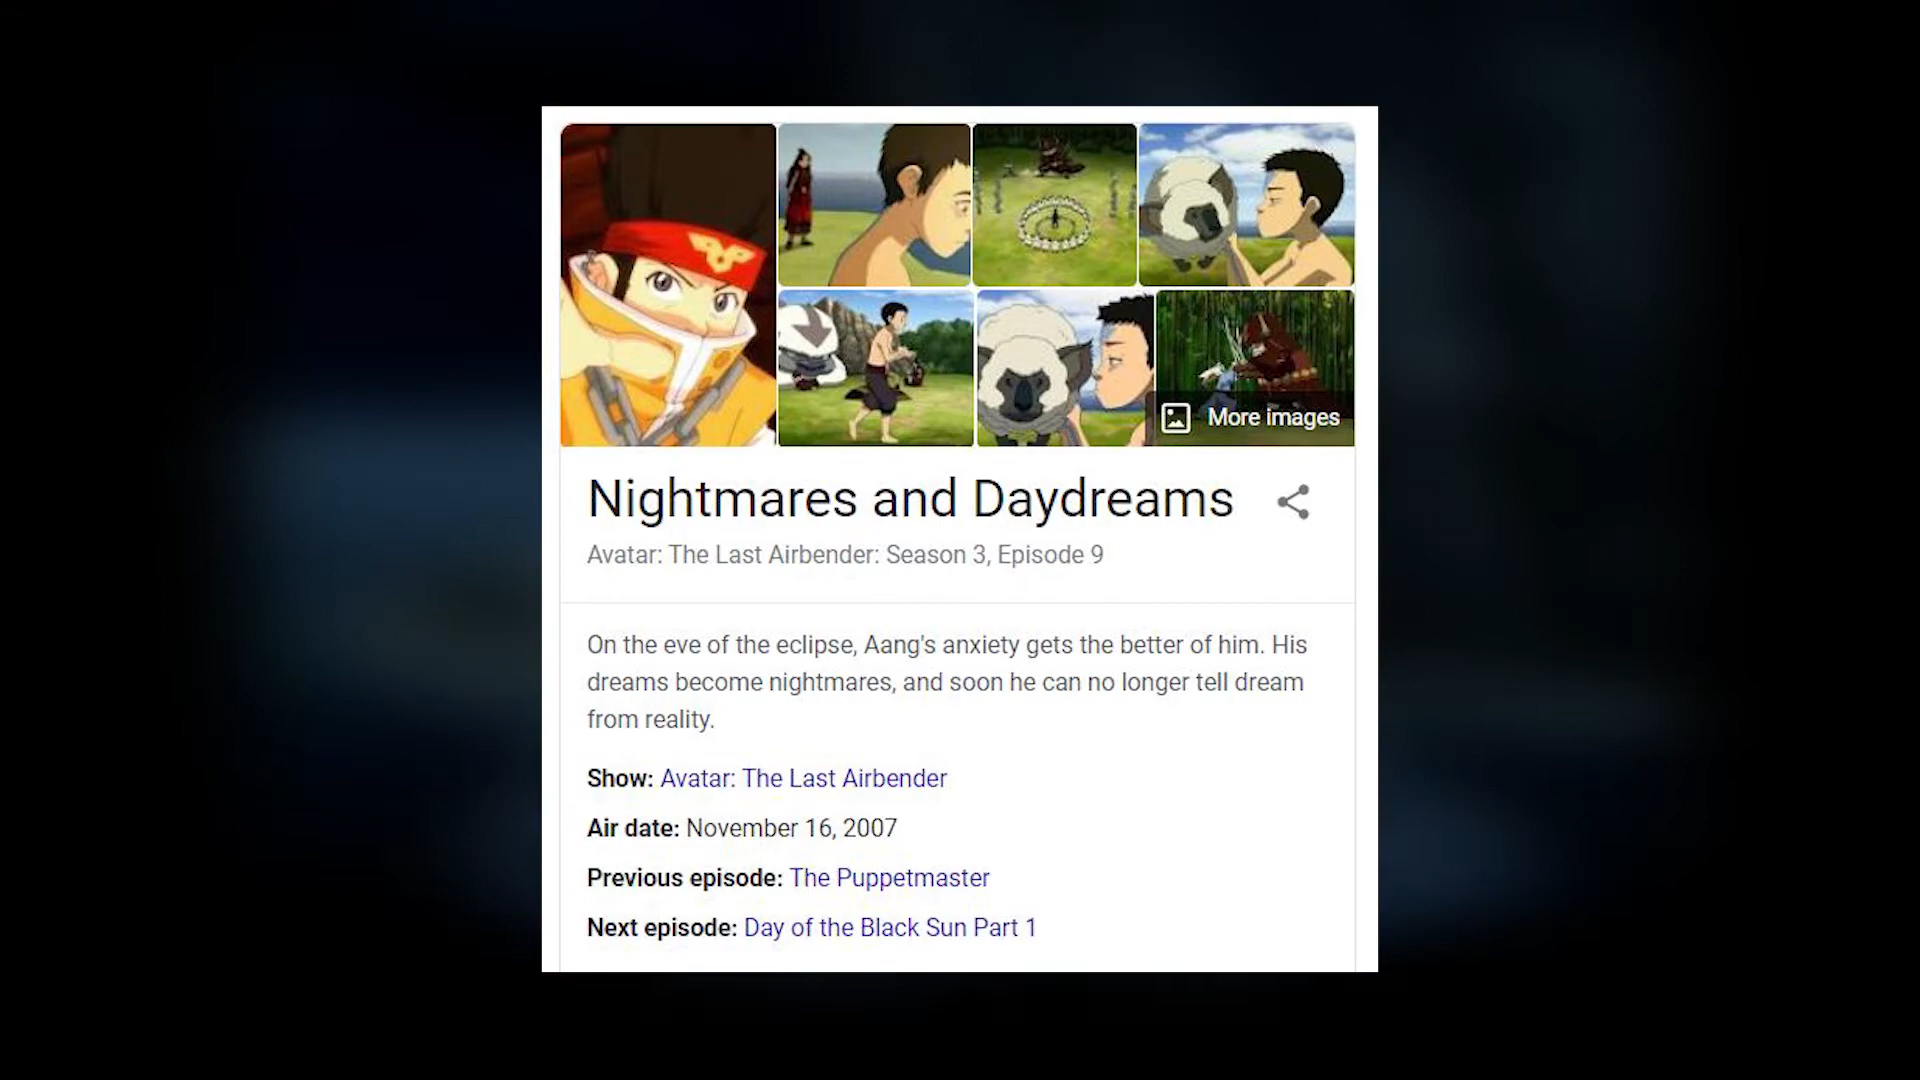 More images
Nightmares and Daydreams
Avatar: The Last Airbender: Season 3, Episode 9
On the eve of the eclipse, Aang's anxiety gets the better of him. His
dreams become nightmares, and soon he can no longer tell dream
from reality.
Show: Avatar: The Last Airbender
Air date: November 16, 2007
Previous episode: The Puppetmaster
Next episode: Day of the Black Sun Part 1